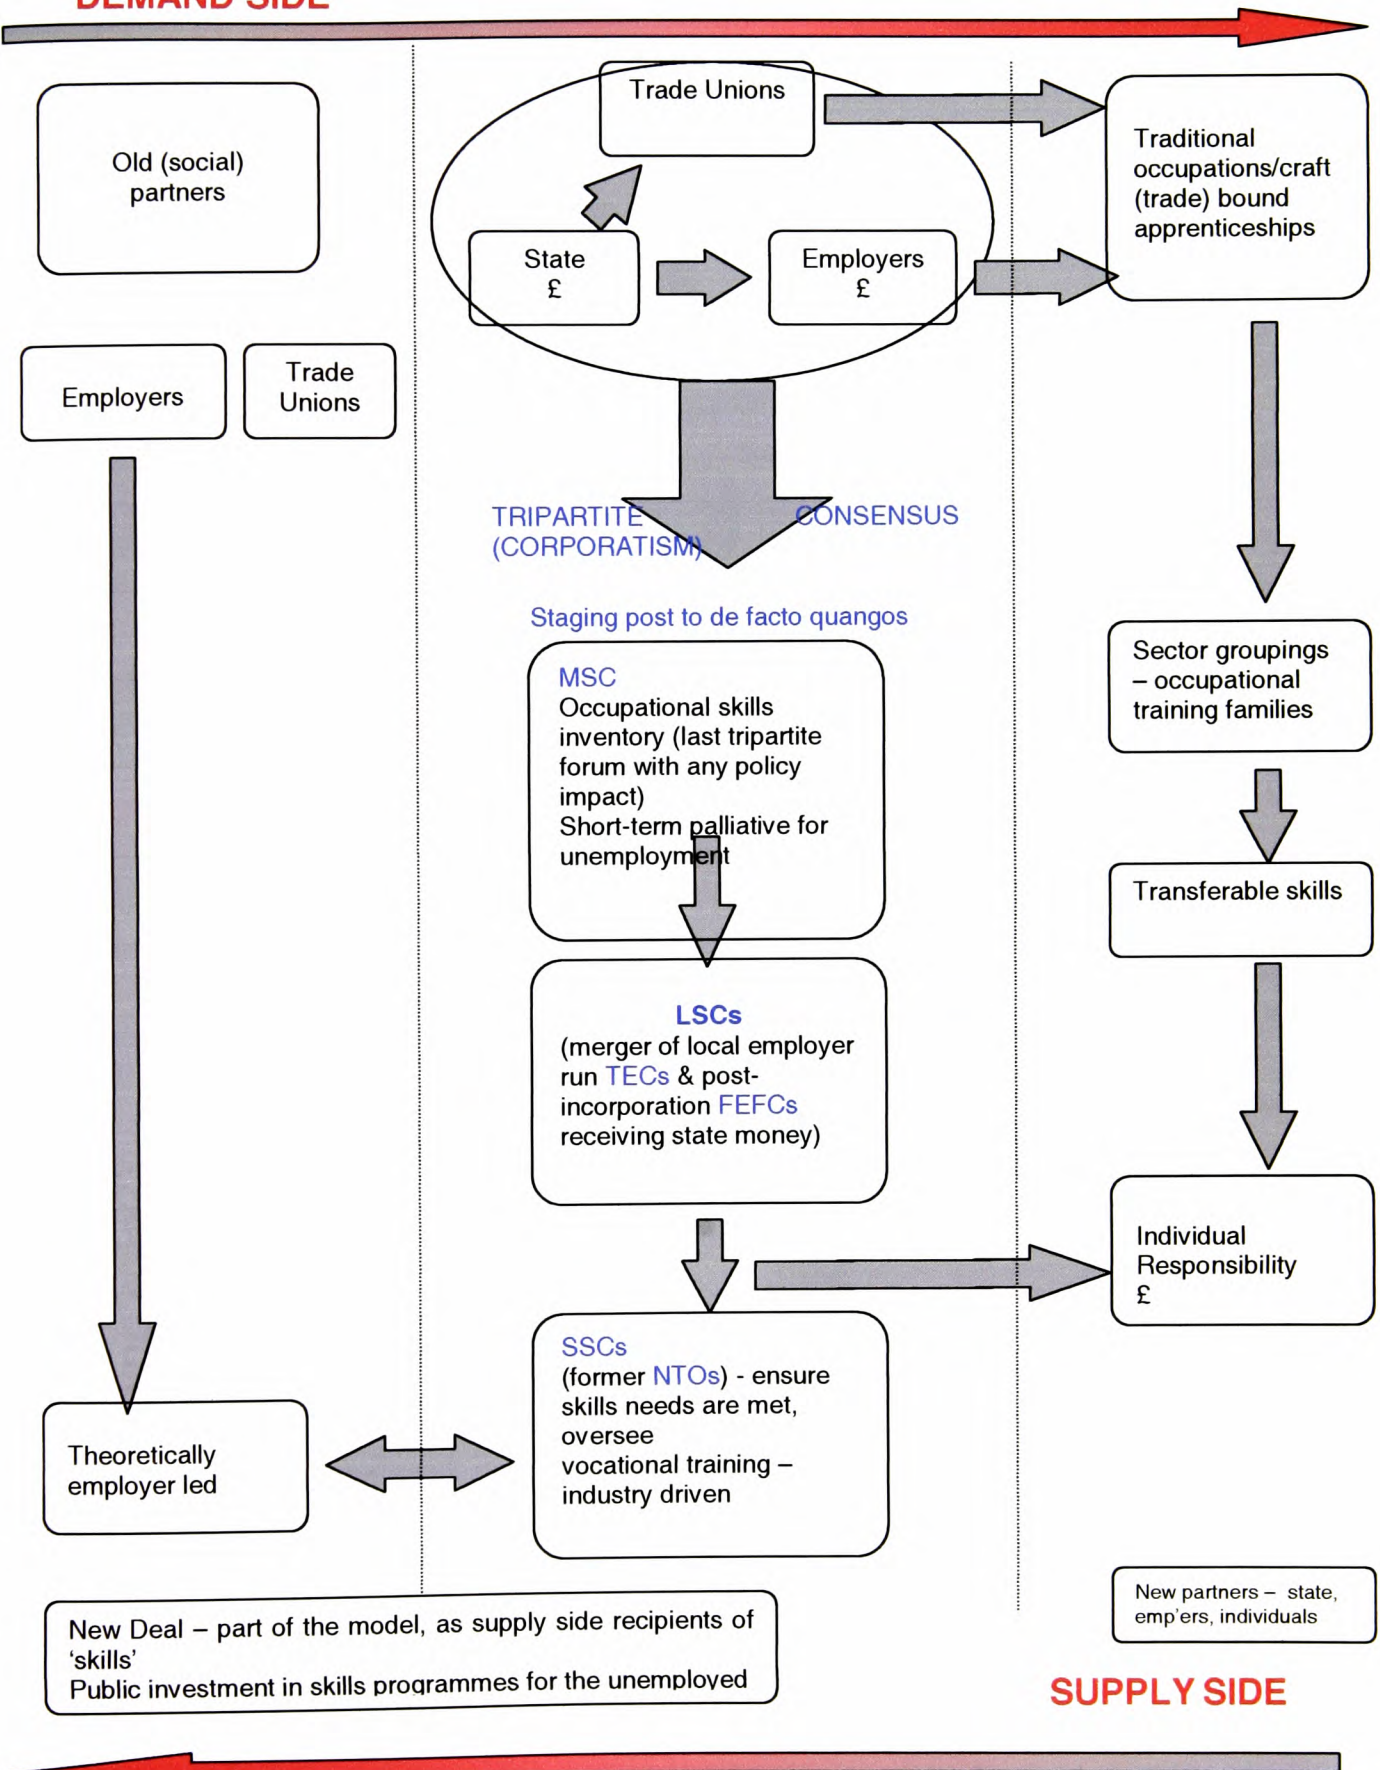 DEMAND SIDE
Old (social)
partners
Employers
Trade
Unions
Theoretically
employer led
Trade Unions
State
£
Employers
£
TRIPARTITE
(CORPORATISM)
CONSENSUS
Staging post to de facto quangos
MSC
Occupational skills
inventory (last tripartite
forum with any policy
impact)
Short-term palliative for
unemployment
LSCs
(merger of local employer
run TECs & post-
incorporation FEFCs
receiving state money)
SSCs
(former NTOs) - ensure
skills needs are met,
oversee
vocational training –
industry driven
Traditional
occupations/craft
(trade) bound
apprenticeships
Sector groupings
– occupational
training families
Transferable skills
Individual
Responsibility
£
New partners – state,
emp'ers, individuals
New Deal – part of the model, as supply side recipients of
‘skills’
Public investment in skills programmes for the unemployed
SUPPLY SIDE